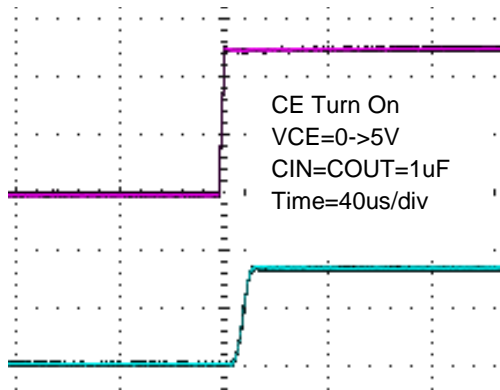 CE Turn On
VCE=0->5V
CIN=COUT=1uF
Time=40us/div